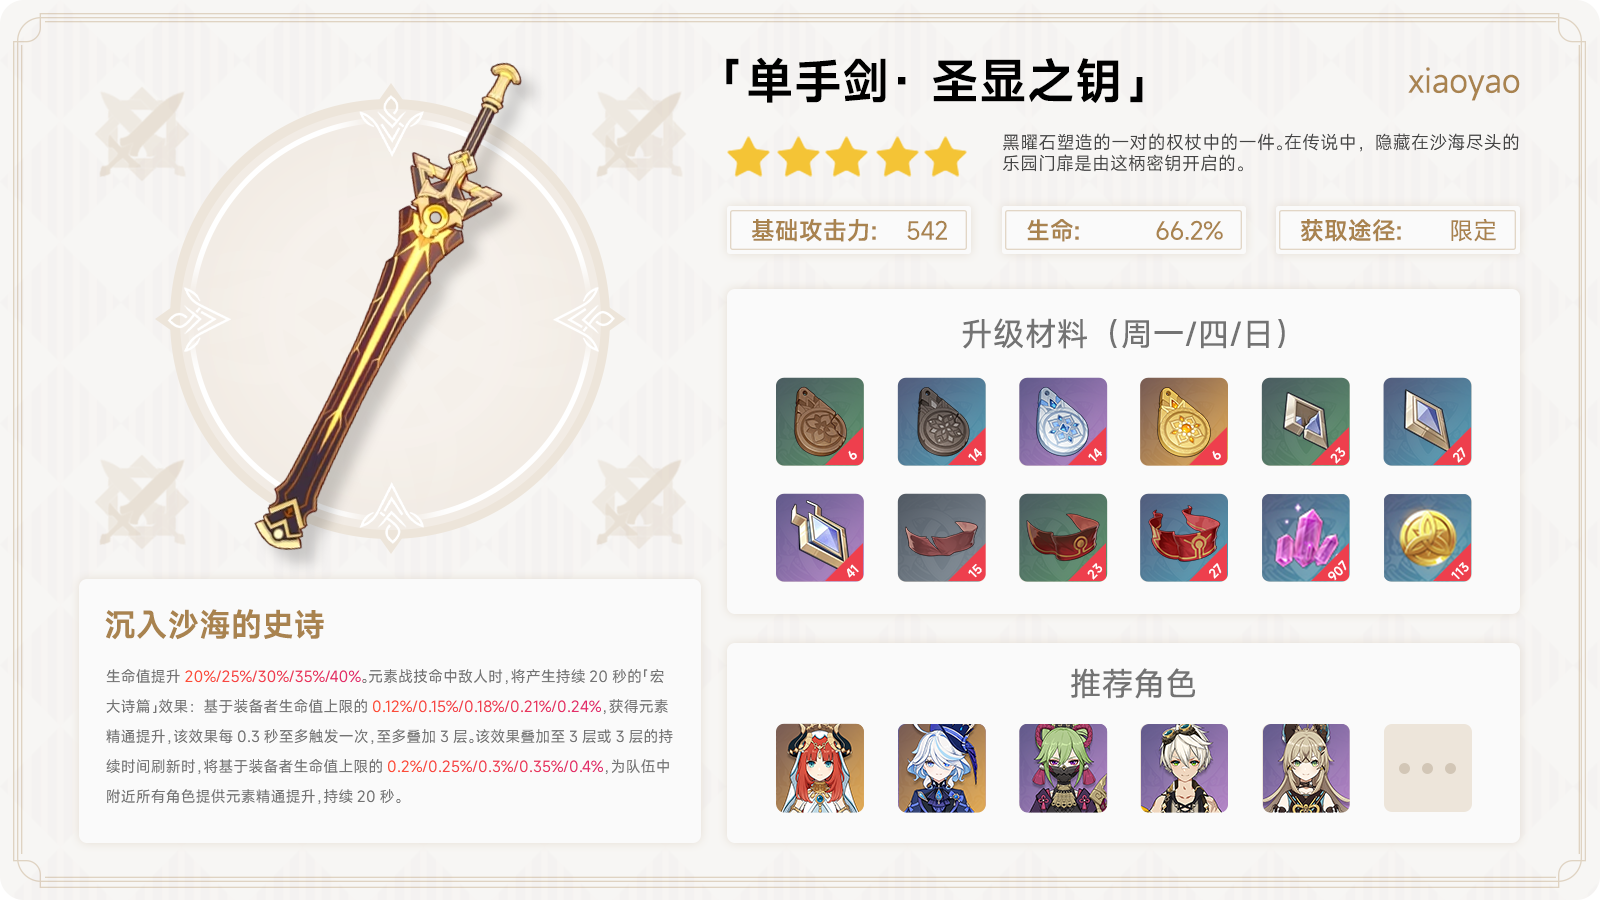 「单手剑· 圣显之钥」
xiaoyao
黑曜石塑造的一对的权杖中的一件。在传说中，隐藏在沙海尽头的
乐园门扉是由这柄密钥开启的。
基础攻击力: 542
生命: 66.2%
获取途径: 限定
升级材料（周一/四/日）
6 14 14 6 23 27
41 15 23 27 907 113
沉入沙海的史诗
生命值提升 20%/25%/30%/35%/40%。元素战技命中敌人时,将产生持续 20 秒的「宏
大诗篇」效果：基于装备者生命值上限的 0.12%/0.15%/0.18%/0.21%/0.24%,获得元素
精通提升,该效果每 0.3 秒至多触发一次,至多叠加 3 层。该效果叠加至 3 层或 3 层的持
续时间刷新时,将基于装备者生命值上限的 0.2%/0.25%/0.3%/0.35%/0.4%,为队伍中
附近所有角色提供元素精通提升,持续 20 秒。
推荐角色